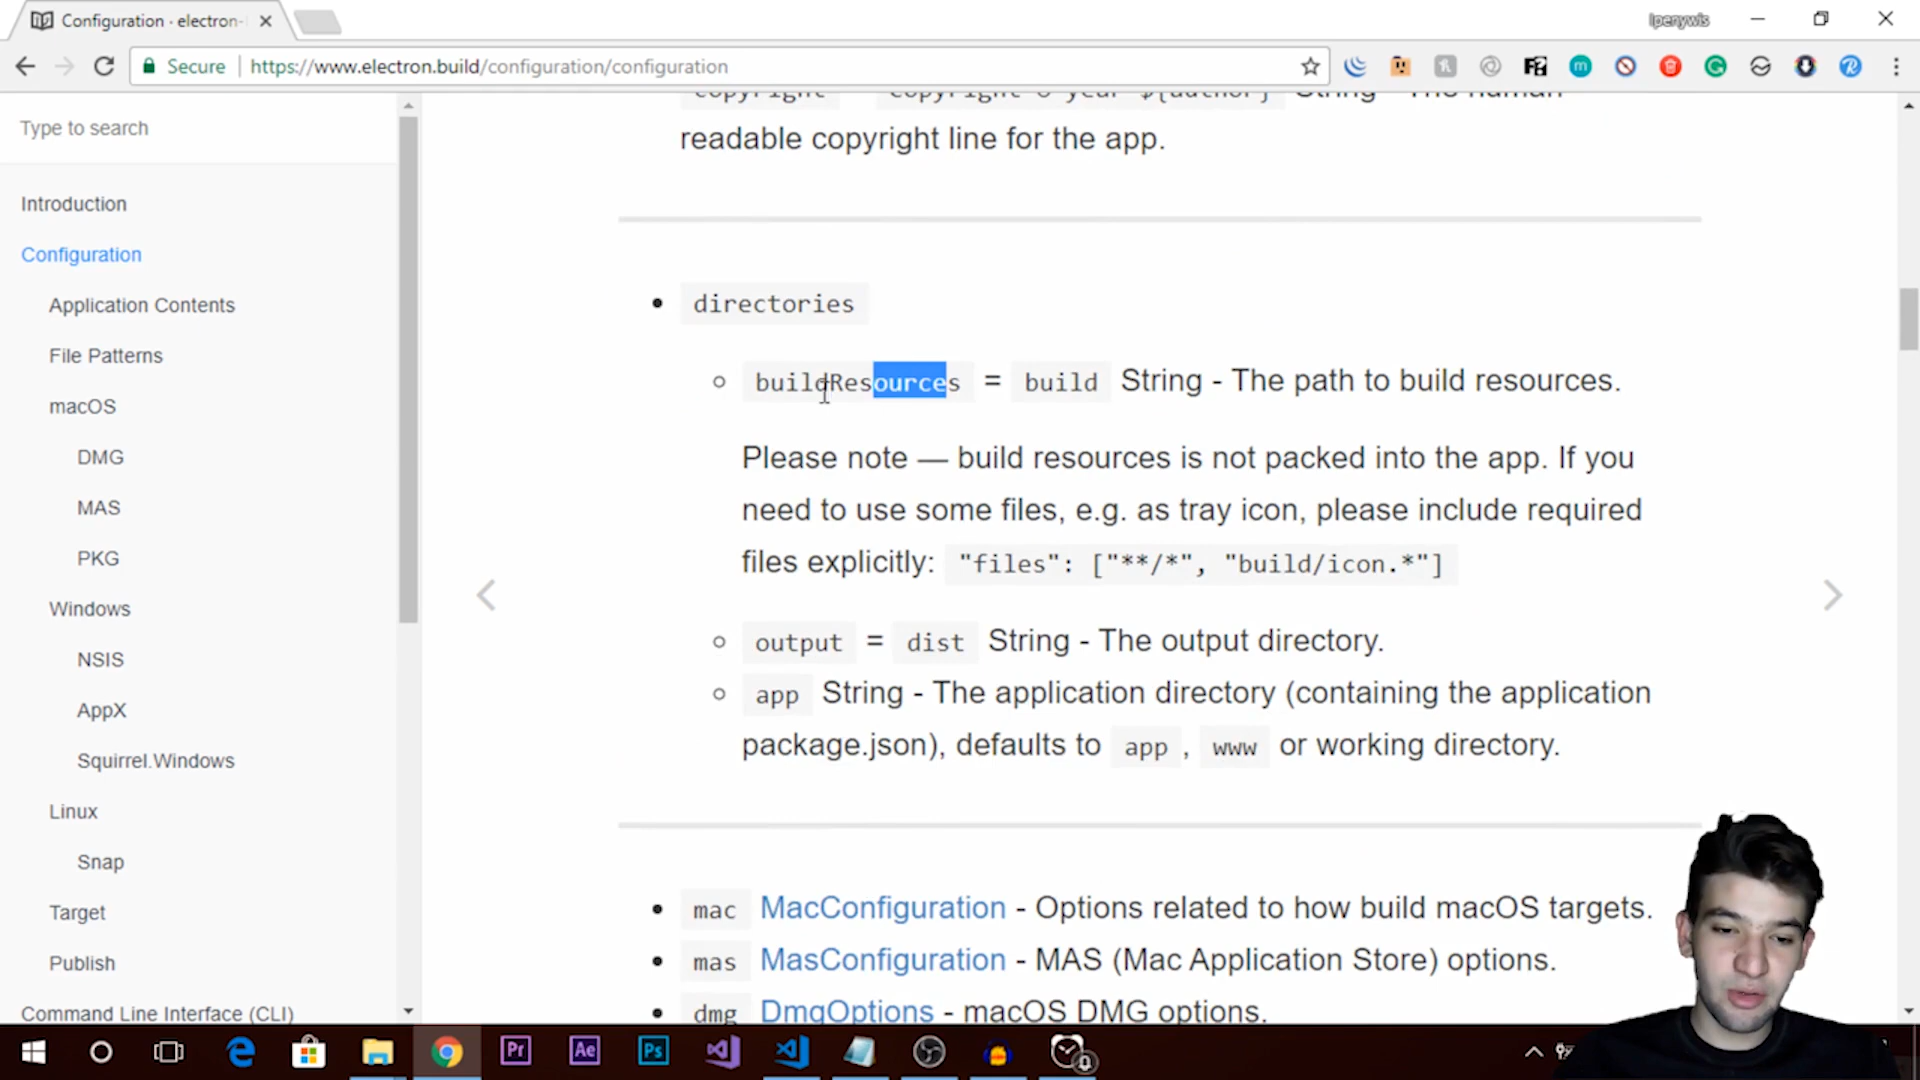 Configuration · electron-
Ipenywis
Secure
https://www.electron.build/configuration/configuration
Type to search
Introduction
Configuration
Application Contents
File Patterns
macOS
DMG
MAS
PKG
Windows
NSIS
AppX
Squirrel.Windows
Linux
Snap
Target
Publish
Command Line Interface (CLI)
readable copyright line for the app.
directories
buildResources = build String - The path to build resources.
Please note — build resources is not packed into the app. If you
need to use some files, e.g. as tray icon, please include required
files explicitly: "files": ["**/*", "build/icon.*"]
output = dist String - The output directory.
app String - The application directory (containing the application
package.json), defaults to app , www or working directory.
mac MacConfiguration - Options related to how build macOS targets.
mas MasConfiguration - MAS (Mac Application Store) options.
dmg DmgOptions - macOS DMG options.
Pr Ae Ps